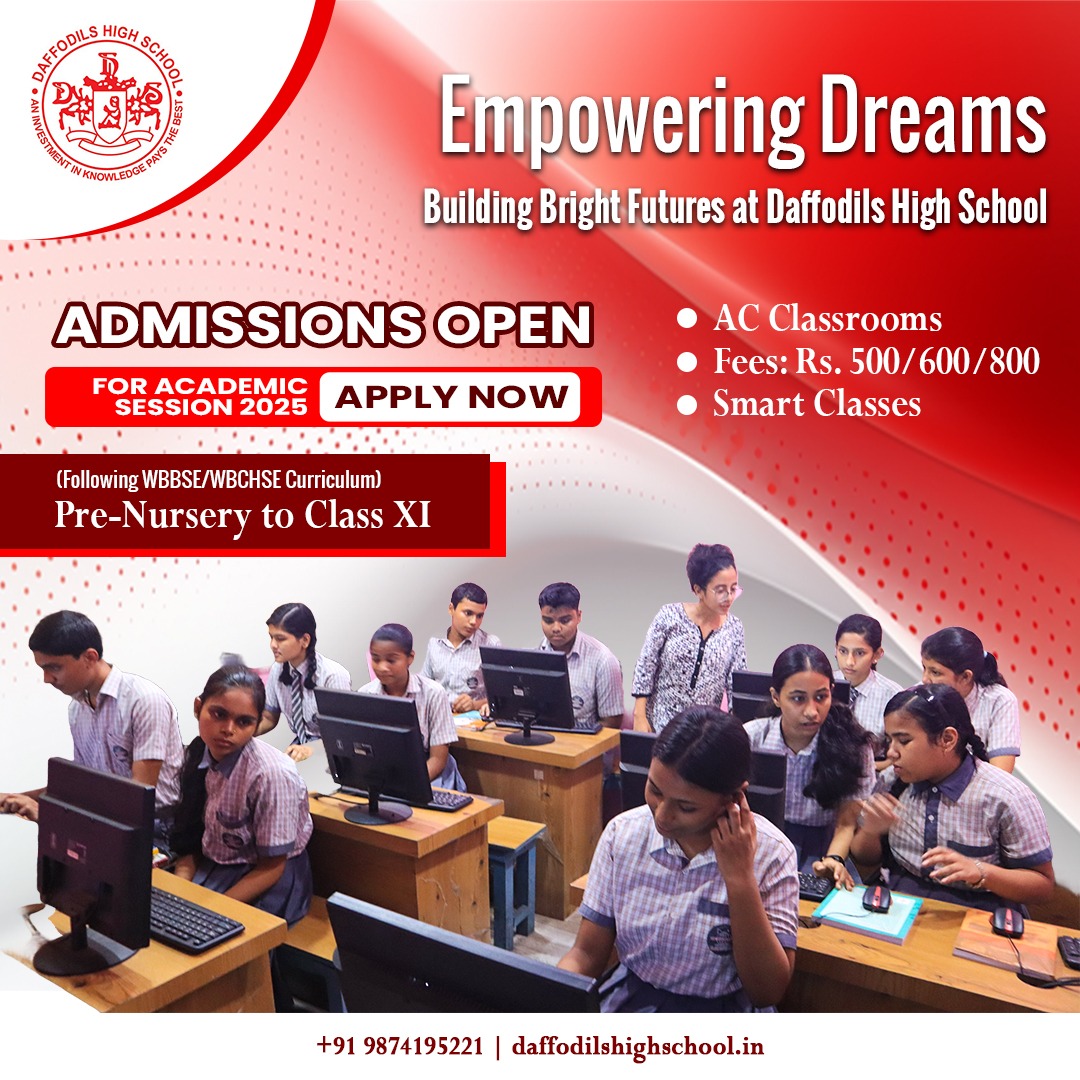 DAFFODILS HIGH SCHOOL
D H S
AN INVESTMENT IN KNOWLEDGE PAYS THE BEST
Empowering Dreams
Building Bright Futures at Daffodils High School
ADMISSIONS OPEN
FOR ACADEMIC
SESSION 2025
APPLY NOW
• AC Classrooms
• Fees: Rs. 500/600/800
• Smart Classes
(Following WBBSE/WBCHSE Curriculum)
Pre-Nursery to Class XI
+91 9874195221 | daffodilshighschool.in